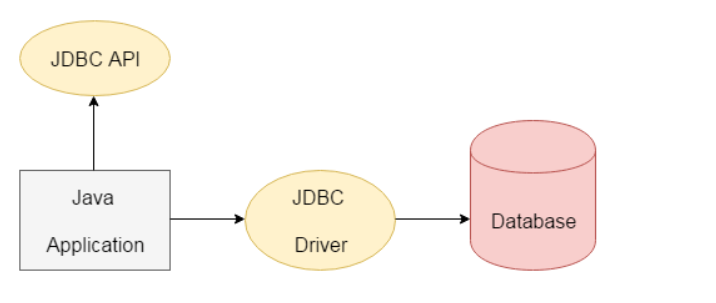 JDBC API
Java
Application
JDBC
Driver
Database